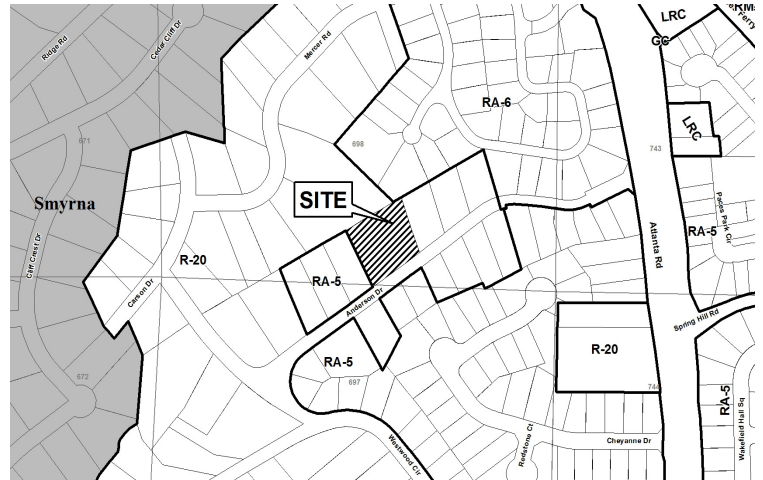 Ridge Rd
Cedar Cliff Dr
Mercer Rd
LRC
GC
RA-6
LRC
671
698
743
Smyrna
SITE
Paces Park Cir
RA-5
Cliff Crest Dr
R-20
Atlanta Rd
Carson Dr
RA-5
Anderson Dr
Spring Hill Rd
RA-5
R-20
672
697
744
RA-5
Wakefield Hall Sq
Westwood Cir
Redstone Ct
Cheyanne Dr